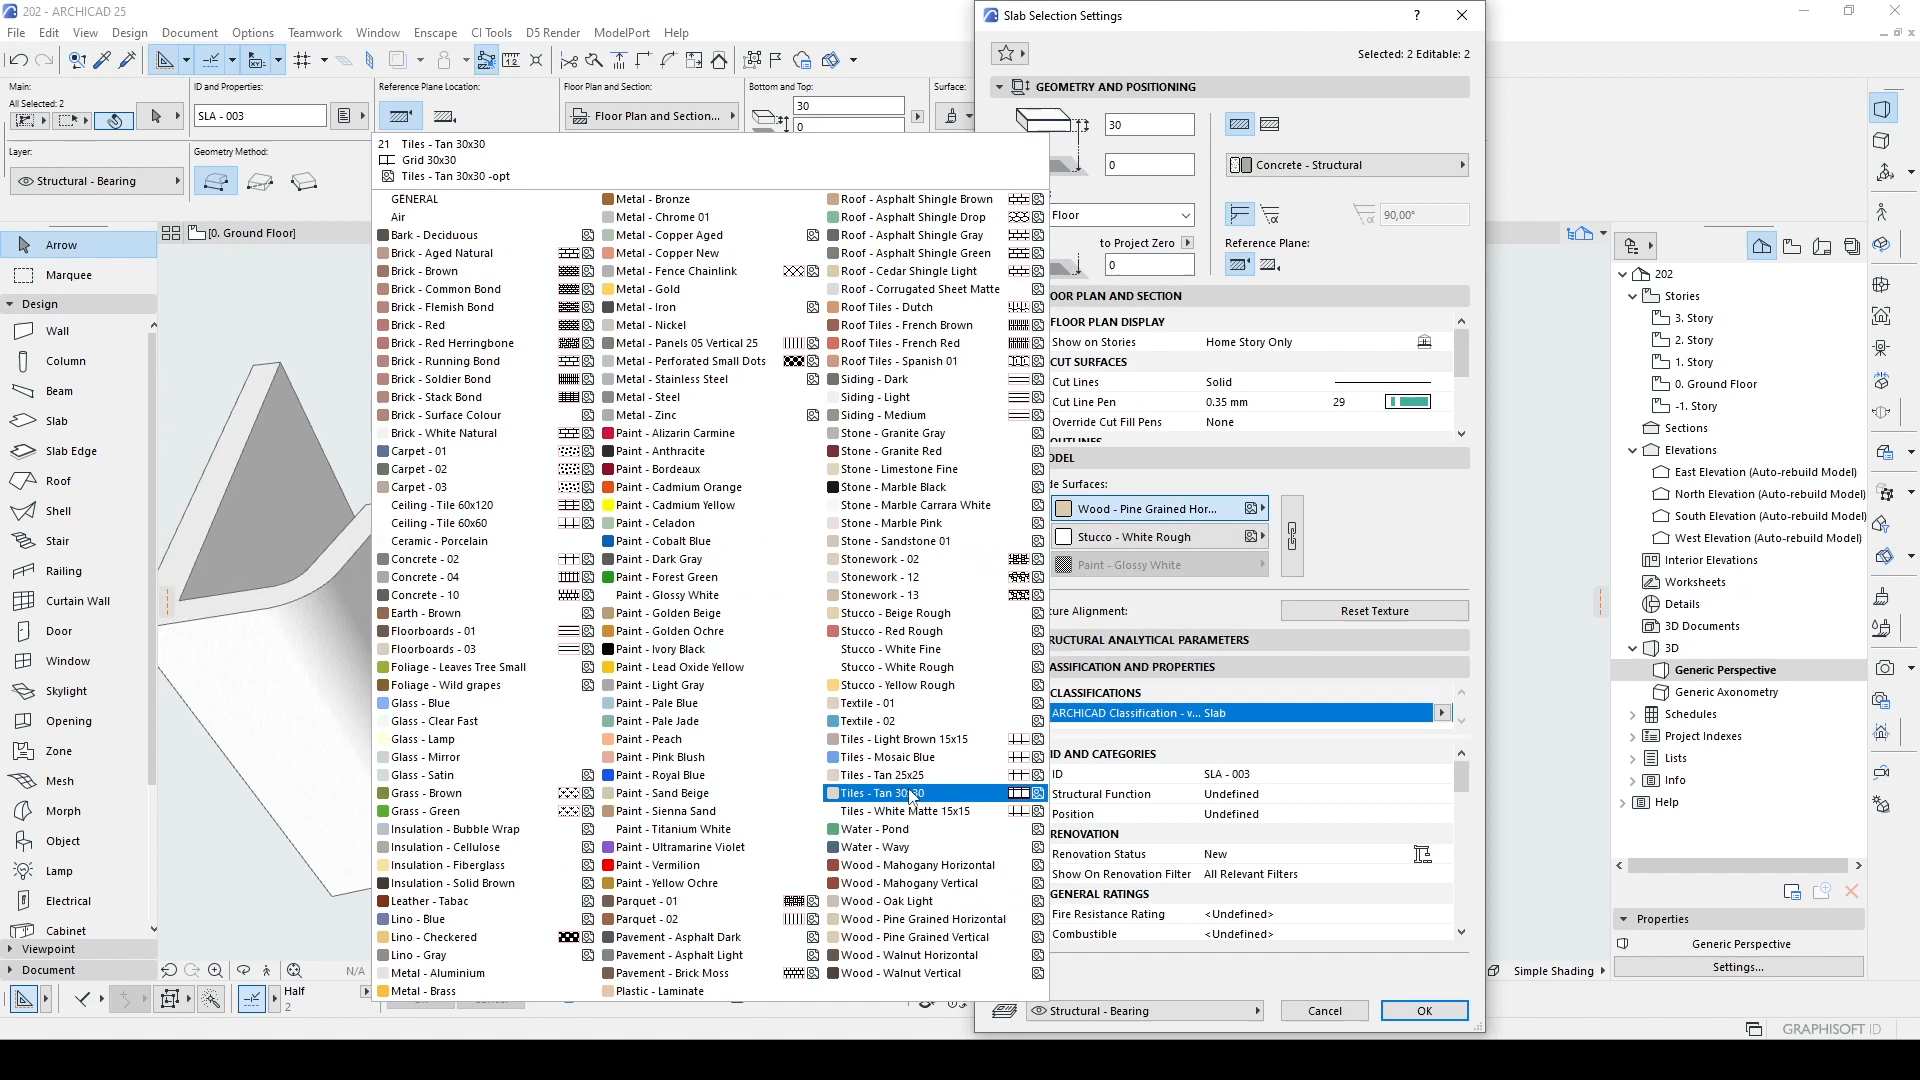 202 - ARCHICAD 25
File Edit View Design Document Options Teamwork Window Enscape CI Tools D5 Render ModelPort Help
Main:
All Selected: 2
Layer:
Structural - Bearing
ID and Properties:
SLA - 003
Geometry Method:
Reference Plane Location:
Floor Plan and Section:
Floor Plan and Section...
Bottom and Top:
30
0
Surface:
[0. Ground Floor]
Arrow
Marquee
Design
Wall
Column
Beam
Slab
Slab Edge
Roof
Shell
Stair
Railing
Curtain Wall
Door
Window
Skylight
Opening
Zone
Mesh
Morph
Object
Lamp
Electrical
Cabinet
Viewpoint
Document
Half
2
N/A
21 Tiles - Tan 30x30
Grid 30x30
Tiles - Tan 30x30 -opt
GENERAL
Air
Bark - Deciduous
Brick - Aged Natural
Brick - Brown
Brick - Common Bond
Brick - Flemish Bond
Brick - Red
Brick - Red Herringbone
Brick - Running Bond
Brick - Soldier Bond
Brick - Stack Bond
Brick - Surface Colour
Brick - White Natural
Carpet - 01
Carpet - 02
Carpet - 03
Ceiling - Tile 60x120
Ceiling - Tile 60x60
Ceramic - Porcelain
Concrete - 02
Concrete - 04
Concrete - 10
Earth - Brown
Floorboards - 01
Floorboards - 03
Foliage - Leaves Tree Small
Foliage - Wild grapes
Glass - Blue
Glass - Clear Fast
Glass - Lamp
Glass - Mirror
Glass - Satin
Grass - Brown
Grass - Green
Insulation - Bubble Wrap
Insulation - Cellulose
Insulation - Fiberglass
Insulation - Solid Brown
Leather - Tabac
Lino - Blue
Lino - Checkered
Lino - Gray
Metal - Aluminium
Metal - Brass
Metal - Bronze
Metal - Chrome 01
Metal - Copper Aged
Metal - Copper New
Metal - Fence Chainlink
Metal - Gold
Metal - Iron
Metal - Nickel
Metal - Panels 05 Vertical 25
Metal - Perforated Small Dots
Metal - Stainless Steel
Metal - Steel
Metal - Zinc
Paint - Alizarin Carmine
Paint - Anthracite
Paint - Bordeaux
Paint - Cadmium Orange
Paint - Cadmium Yellow
Paint - Celadon
Paint - Cobalt Blue
Paint - Dark Gray
Paint - Forest Green
Paint - Glossy White
Paint - Golden Beige
Paint - Golden Ochre
Paint - Ivory Black
Paint - Lead Oxide Yellow
Paint - Light Gray
Paint - Pale Blue
Paint - Pale Jade
Paint - Peach
Paint - Pink Blush
Paint - Royal Blue
Paint - Sand Beige
Paint - Sienna Sand
Paint - Titanium White
Paint - Ultramarine Violet
Paint - Vermilion
Paint - Yellow Ochre
Parquet - 01
Parquet - 02
Pavement - Asphalt Dark
Pavement - Asphalt Light
Pavement - Brick Moss
Plastic - Laminate
Roof - Asphalt Shingle Brown
Roof - Asphalt Shingle Drop
Roof - Asphalt Shingle Gray
Roof - Asphalt Shingle Green
Roof - Cedar Shingle Light
Roof - Corrugated Sheet Matte
Roof Tiles - Dutch
Roof Tiles - French Brown
Roof Tiles - French Red
Roof Tiles - Spanish 01
Siding - Dark
Siding - Light
Siding - Medium
Stone - Granite Gray
Stone - Granite Red
Stone - Limestone Fine
Stone - Marble Black
Stone - Marble Carrara White
Stone - Marble Pink
Stone - Sandstone 01
Stonework - 02
Stonework - 12
Stonework - 13
Stucco - Beige Rough
Stucco - Red Rough
Stucco - White Fine
Stucco - White Rough
Stucco - Yellow Rough
Textile - 01
Textile - 02
Tiles - Light Brown 15x15
Tiles - Mosaic Blue
Tiles - Tan 25x25
Tiles - Tan 30x30
Tiles - White Matte 15x15
Water - Pond
Water - Wavy
Wood - Mahogany Horizontal
Wood - Mahogany Vertical
Wood - Oak Light
Wood - Pine Grained Horizontal
Wood - Pine Grained Vertical
Wood - Walnut Horizontal
Wood - Walnut Vertical
Slab Selection Settings
Selected: 2 Editable: 2
GEOMETRY AND POSITIONING
30
0
Floor
to Project Zero
0
Concrete - Structural
90,00°
Reference Plane:
OOR PLAN AND SECTION
FLOOR PLAN DISPLAY
Show on Stories Home Story Only
CUT SURFACES
Cut Lines Solid
Cut Line Pen 0.35 mm 29
Override Cut Fill Pens None
OUTLINES
ODEL
de Surfaces:
Wood - Pine Grained Hor...
Stucco - White Rough
Paint - Glossy White
ure Alignment:
Reset Texture
RUCTURAL ANALYTICAL PARAMETERS
ASSIFICATION AND PROPERTIES
CLASSIFICATIONS
ARCHICAD Classification - v... Slab
ID AND CATEGORIES
ID SLA - 003
Structural Function Undefined
Position Undefined
RENOVATION
Renovation Status New
Show On Renovation Filter All Relevant Filters
GENERAL RATINGS
Fire Resistance Rating <Undefined>
Combustible <Undefined>
Structural - Bearing
Cancel
OK
202
Stories
3. Story
2. Story
1. Story
0. Ground Floor
-1. Story
Sections
Elevations
East Elevation (Auto-rebuild Model)
North Elevation (Auto-rebuild Model)
South Elevation (Auto-rebuild Model)
West Elevation (Auto-rebuild Model)
Interior Elevations
Worksheets
Details
3D Documents
3D
Generic Perspective
Generic Axonometry
Schedules
Project Indexes
Lists
Info
Help
Properties
Generic Perspective
Settings...
Simple Shading
GRAPHISOFT ID